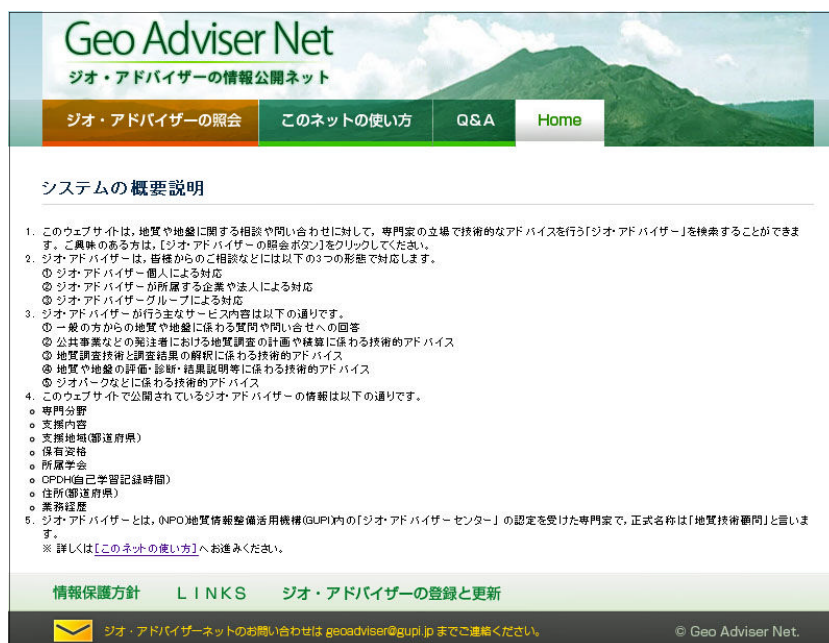 Geo Adviser Net
ジオ・アドバイザーの情報公開ネット
ジオ・アドバイザーの照会 このネットの使い方 Q&A Home
システムの概要説明
1. このウェブサイトは，地質や地盤に関する相談や問い合わせに対して，専門家の立場で技術的なアドバイスを行う「ジオ・アドバイザー」を検索することができま
す。ご興味のある方は，[ジオ・アドバイザーの照会ボタン]をクリックしてください。
2. ジオ・アドバイザーは，皆様からのご相談などには以下の3つの形態で対応します。
① ジオ・アドバイザー個人による対応
② ジオ・アドバイザーが所属する企業や法人による対応
③ ジオ・アドバイザーグループによる対応
3. ジオ・アドバイザーが行う主なサービス内容は以下の通りです。
① 一般の方からの地質や地盤に係わる質問や問い合せへの回答
② 公共事業などの発注者における地質調査の計画や積算に係わる技術的アドバイス
③ 地質調査技術と調査結果の解釈に係わる技術的アドバイス
④ 地質や地盤の評価・診断・結果説明等に係わる技術的アドバイス
⑤ ジオパークなどに係わる技術的アドバイス
4. このウェブサイトで公開されているジオ・アドバイザーの情報は以下の通りです。
o 専門分野
o 支援内容
o 支援地域(都道府県)
o 保有資格
o 所属学会
o CPDH(自己学習記録時間)
o 住所(都道府県)
o 業務経歴
5. ジオ・アドバイザーとは，(NPO)地質情報整備活用機構(GUPI)内の「ジオ・アドバイザーセンター」の認定を受けた専門家で，正式名称は「地質技術顧問」と言いま
す。
※ 詳しくは[このネットの使い方]へお進みください。
情報保護方針 ＬＩＮＫＳ ジオ・アドバイザーの登録と更新
ジオ・アドバイザーネットのお問い合わせは geoadviser@gupi.jp までご連絡ください。 © Geo Adviser Net.